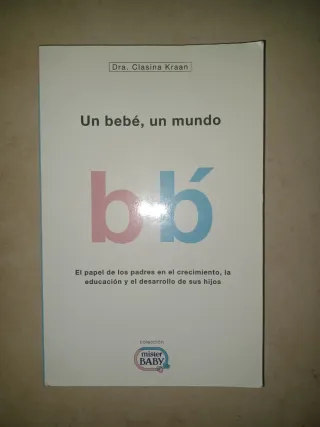 Dra. Clasina Kraan
Un bebé, un mundo
b b́
El papel de los padres en el crecimiento, la
educación y el desarrollo de sus hijos
colección
mister
BABY